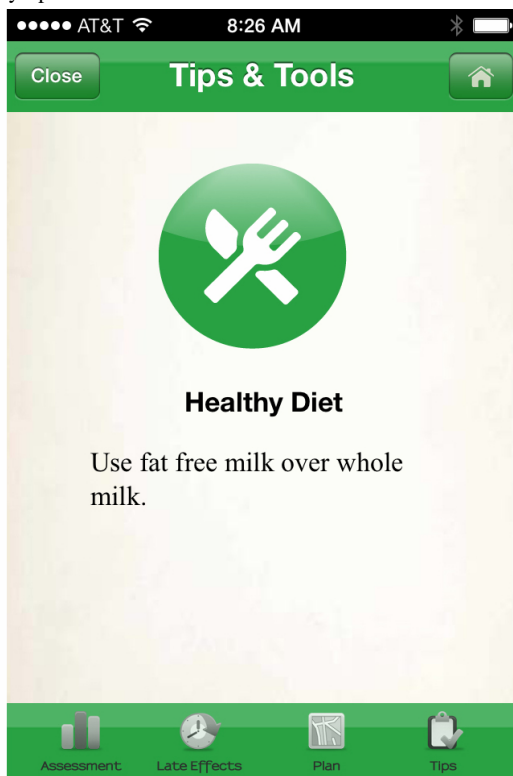 AT&T 8:26 AM
Close Tips & Tools
Healthy Diet
Use fat free milk over whole
milk.
Assessment Late Effects Plan Tips